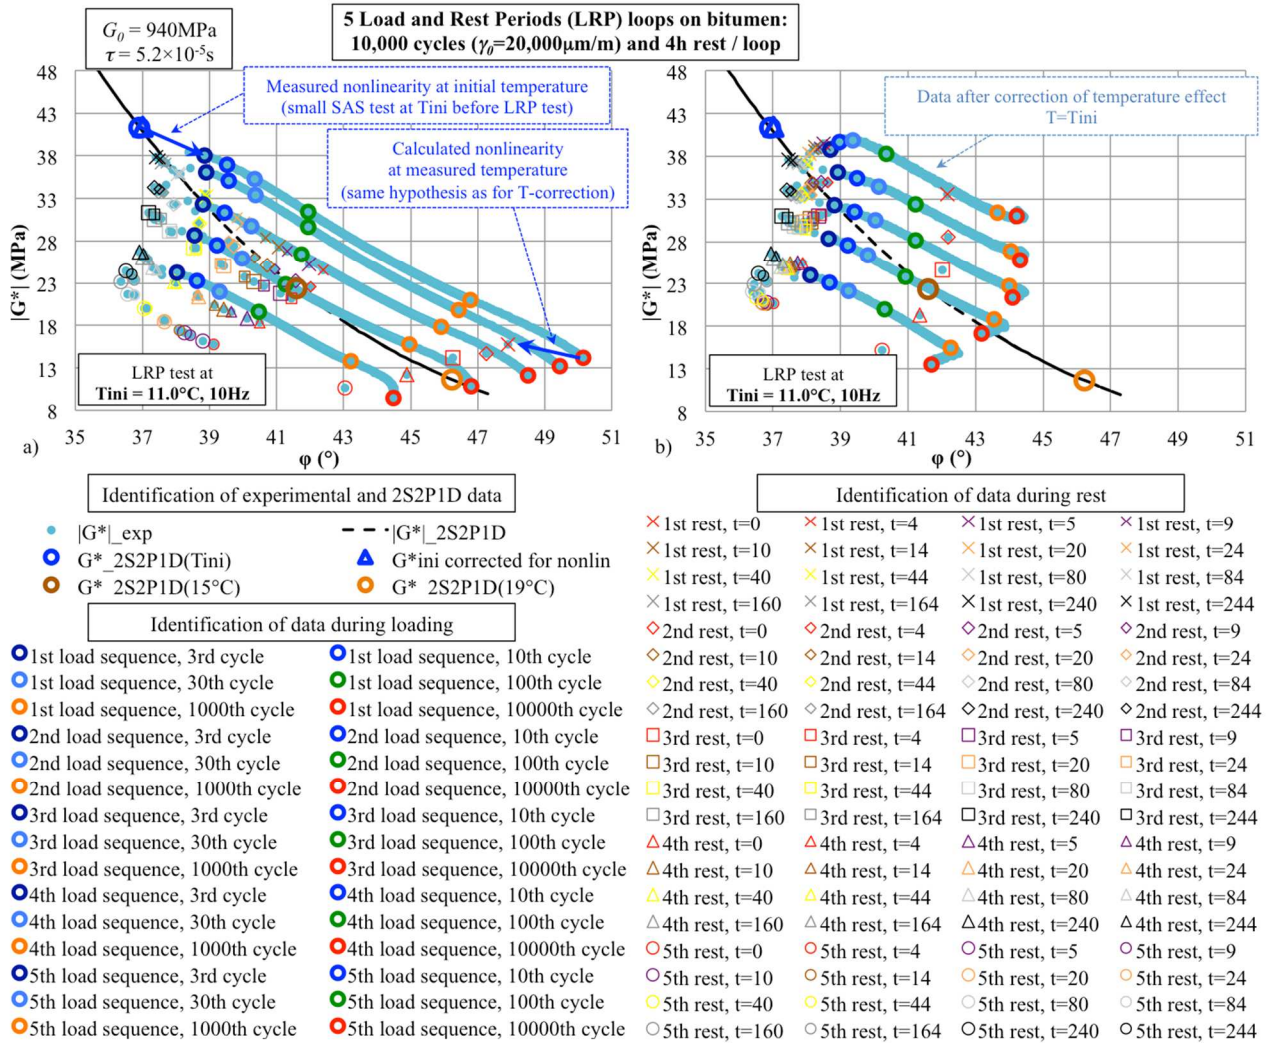 G₀ = 940MPa
τ = 5.2×10⁻⁵s
5 Load and Rest Periods (LRP) loops on bitumen:
10,000 cycles (γ₀=20,000μm/m) and 4h rest / loop
48
43
38
33
28
23
18
13
8
|G*| (MPa)
Measured nonlinearity at initial temperature
(small SAS test at Tini before LRP test)
Calculated nonlinearity
at measured temperature
(same hypothesis as for T-correction)
LRP test at
Tini = 11.0°C, 10Hz
35 37 39 41 43 45 47 49 51
a)
φ (°)
48
43
38
33
28
23
18
13
8
|G*| (MPa)
Data after correction of temperature effect
T=Tini
LRP test at
Tini = 11.0°C, 10Hz
35 37 39 41 43 45 47 49 51
b)
φ (°)
Identification of experimental and 2S2P1D data
|G*|_exp
|G*|_2S2P1D
G*_2S2P1D(Tini)
G*ini corrected for nonlin
G* 2S2P1D(15°C)
G* 2S2P1D(19°C)
Identification of data during loading
1st load sequence, 3rd cycle
1st load sequence, 10th cycle
1st load sequence, 30th cycle
1st load sequence, 100th cycle
1st load sequence, 1000th cycle
1st load sequence, 10000th cycle
2nd load sequence, 3rd cycle
2nd load sequence, 10th cycle
2nd load sequence, 30th cycle
2nd load sequence, 100th cycle
2nd load sequence, 1000th cycle
2nd load sequence, 10000th cycle
3rd load sequence, 3rd cycle
3rd load sequence, 10th cycle
3rd load sequence, 30th cycle
3rd load sequence, 100th cycle
3rd load sequence, 1000th cycle
3rd load sequence, 10000th cycle
4th load sequence, 3rd cycle
4th load sequence, 10th cycle
4th load sequence, 30th cycle
4th load sequence, 100th cycle
4th load sequence, 1000th cycle
4th load sequence, 10000th cycle
5th load sequence, 3rd cycle
5th load sequence, 10th cycle
5th load sequence, 30th cycle
5th load sequence, 100th cycle
5th load sequence, 1000th cycle
5th load sequence, 10000th cycle
Identification of data during rest
1st rest, t=0 1st rest, t=4 1st rest, t=5 1st rest, t=9
1st rest, t=10 1st rest, t=14 1st rest, t=20 1st rest, t=24
1st rest, t=40 1st rest, t=44 1st rest, t=80 1st rest, t=84
1st rest, t=160 1st rest, t=164 1st rest, t=240 1st rest, t=244
2nd rest, t=0 2nd rest, t=4 2nd rest, t=5 2nd rest, t=9
2nd rest, t=10 2nd rest, t=14 2nd rest, t=20 2nd rest, t=24
2nd rest, t=40 2nd rest, t=44 2nd rest, t=80 2nd rest, t=84
2nd rest, t=160 2nd rest, t=164 2nd rest, t=240 2nd rest, t=244
3rd rest, t=0 3rd rest, t=4 3rd rest, t=5 3rd rest, t=9
3rd rest, t=10 3rd rest, t=14 3rd rest, t=20 3rd rest, t=24
3rd rest, t=40 3rd rest, t=44 3rd rest, t=80 3rd rest, t=84
3rd rest, t=160 3rd rest, t=164 3rd rest, t=240 3rd rest, t=244
4th rest, t=0 4th rest, t=4 4th rest, t=5 4th rest, t=9
4th rest, t=10 4th rest, t=14 4th rest, t=20 4th rest, t=24
4th rest, t=40 4th rest, t=44 4th rest, t=80 4th rest, t=84
4th rest, t=160 4th rest, t=164 4th rest, t=240 4th rest, t=244
5th rest, t=0 5th rest, t=4 5th rest, t=5 5th rest, t=9
5th rest, t=10 5th rest, t=14 5th rest, t=20 5th rest, t=24
5th rest, t=40 5th rest, t=44 5th rest, t=80 5th rest, t=84
5th rest, t=160 5th rest, t=164 5th rest, t=240 5th rest, t=244